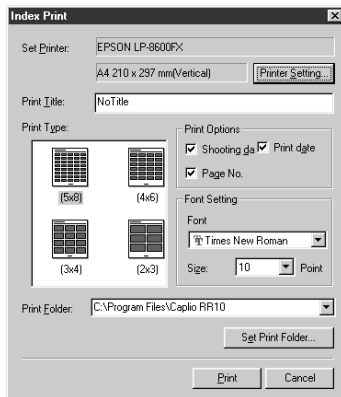 Index Print
Set Printer: EPSON LP-8600FX
A4 210 x 297 mm(Vertical) Printer Setting...
Print Title: NoTitle
Print Type:
(5x8) (4x6)
(3x4) (2x3)
Print Options
Shooting da Print date
Page No.
Font Setting
Font
Times New Roman
Size: 10 Point
Print Folder: C:\Program Files\Caplio RR10
Set Print Folder...
Print Cancel